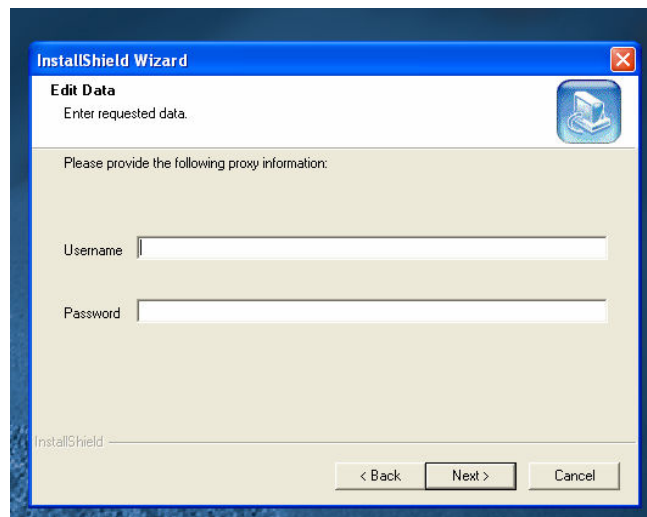 InstallShield Wizard
Edit Data
Enter requested data.
Please provide the following proxy information:
Username
Password
InstallShield
< Back Next > Cancel